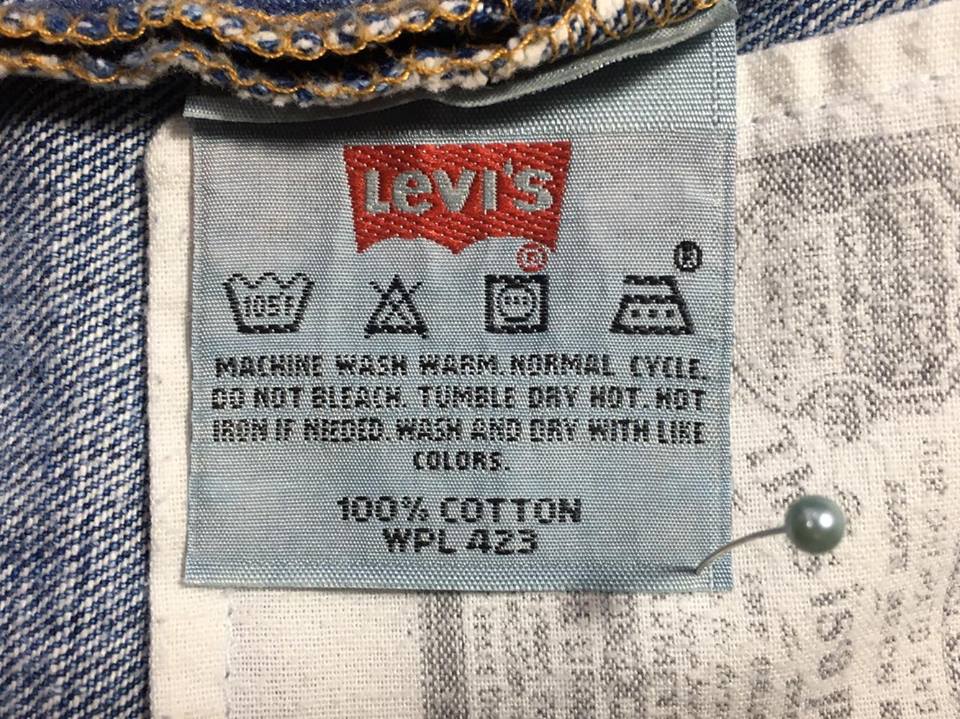 Levi's
®
105F
MACHINE WASH WARM. NORMAL CYCLE.
DO NOT BLEACH. TUMBLE DRY HOT. HOT
IRON IF NEEDED. WASH AND DRY WITH LIKE
COLORS.
100% COTTON
WPL 423